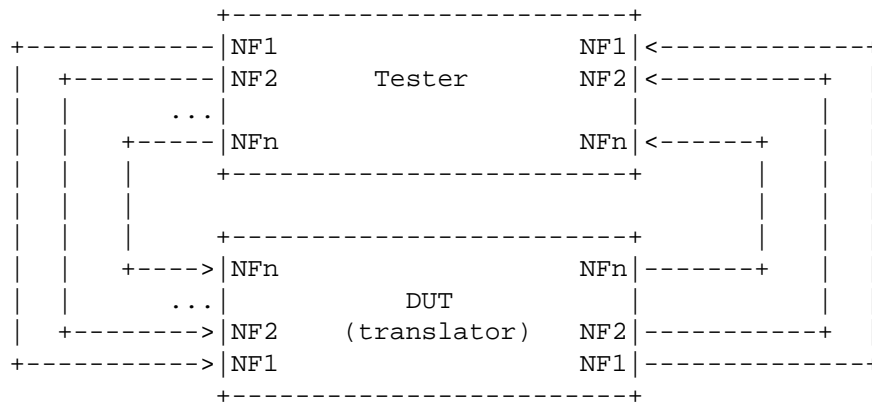 NF1 NF1
NF2 Tester NF2
...
NFn NFn
NFn NFn
... DUT
NF2 (translator) NF2
NF1 NF1